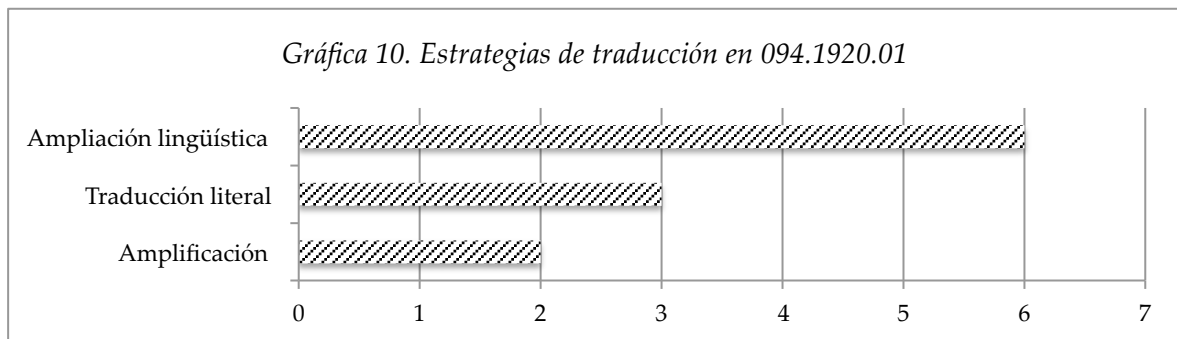 Gráfica 10. Estrategias de traducción en 094.1920.01
Ampliación lingüística
Traducción literal
Amplificación
0 1 2 3 4 5 6 7